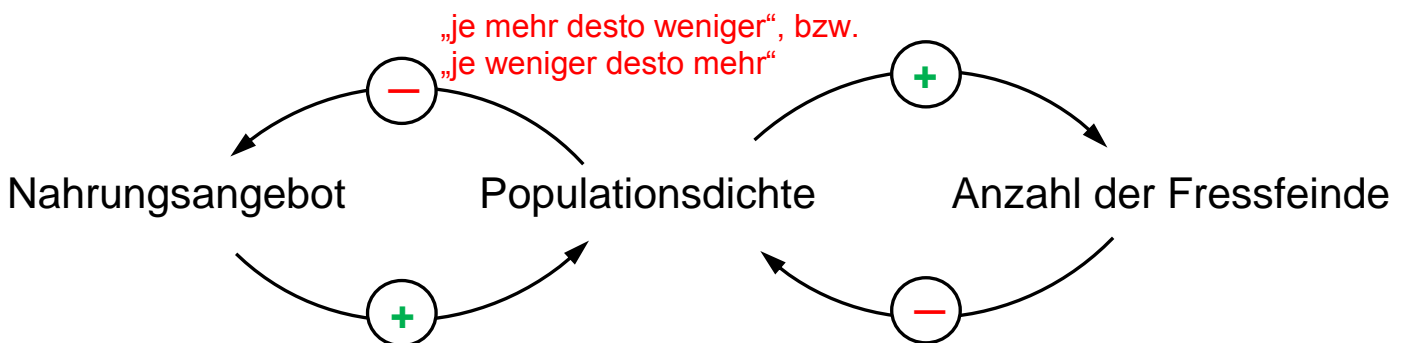 „je mehr desto weniger“, bzw.
„je weniger desto mehr“
—
+
Nahrungsangebot
Populationsdichte
Anzahl der Fressfeinde
+
—